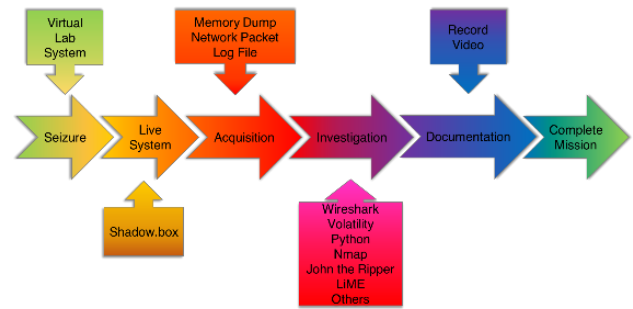 Virtual
Lab
System
Memory Dump
Network Packet
Log File
Record
Video
Seizure
Live
System
Acquisition
Investigation
Documentation
Complete
Mission
Shadow.box
Wireshark
Volatility
Python
Nmap
John the Ripper
LiME
Others